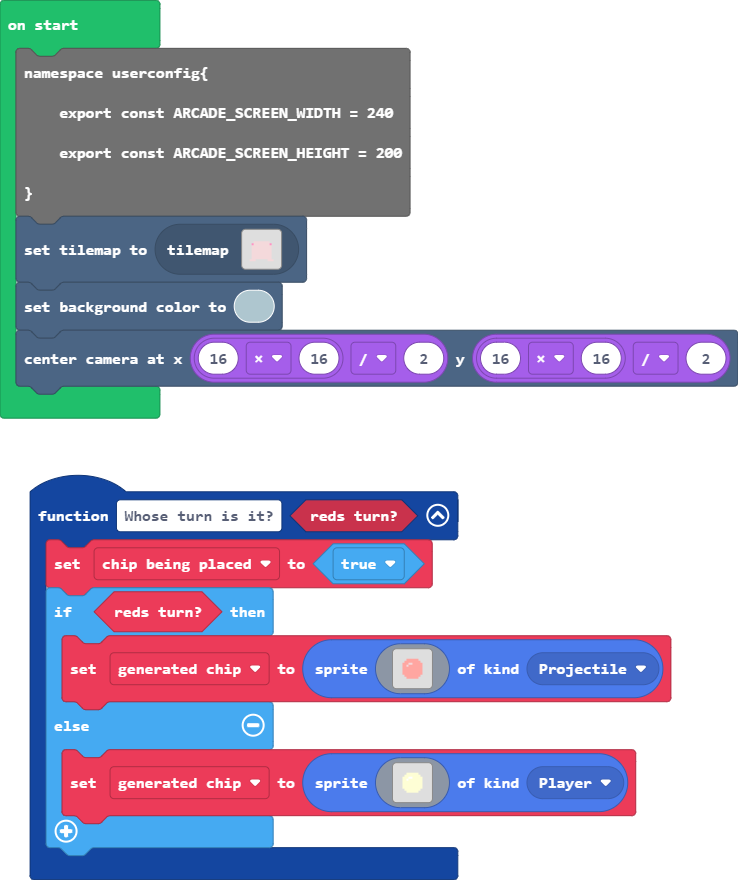 on start
namespace userconfig{
export const ARCADE_SCREEN_WIDTH = 240
export const ARCADE_SCREEN_HEIGHT = 200
}
set tilemap to tilemap
set background color to
center camera at x 16 × 16 / 2 y 16 × 16 / 2
function Whose turn is it? reds turn?
set chip being placed to true
if reds turn? then
set generated chip to sprite of kind Projectile
else
set generated chip to sprite of kind Player